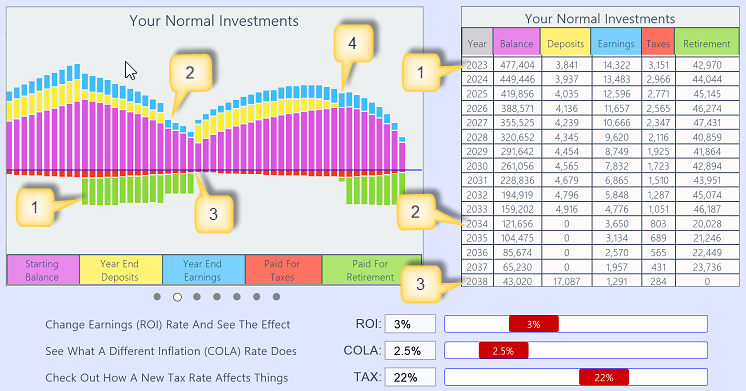 Your Normal Investments
4
2
1
3
Starting Balance
Year End Deposits
Year End Earnings
Paid For Taxes
Paid For Retirement
Change Earnings (ROI) Rate And See The Effect
See What A Different Inflation (COLA) Rate Does
Check Out How A New Tax Rate Affects Things
Your Normal Investments
Year Balance Deposits Earnings Taxes Retirement
1
2023 477,404 3,841 14,322 3,151 42,970
2024 449,446 3,937 13,483 2,966 44,044
2025 419,856 4,035 12,596 2,771 45,145
2026 388,571 4,136 11,657 2,565 46,274
2027 355,525 4,239 10,666 2,347 47,431
2028 320,652 4,345 9,620 2,116 40,859
2029 291,642 4,454 8,749 1,925 41,864
2030 261,056 4,565 7,832 1,723 42,894
2031 228,836 4,679 6,865 1,510 43,951
2032 194,919 4,796 5,848 1,287 45,074
2033 159,202 4,916 4,776 1,051 46,187
2
2034 121,656 0 3,650 803 20,028
2035 104,475 0 3,134 689 21,246
2036 85,674 0 2,570 565 22,449
2037 65,230 0 1,957 431 23,736
3
2038 43,020 17,087 1,291 284 0
ROI: 3% 3%
COLA: 2.5% 2.5%
TAX: 22% 22%